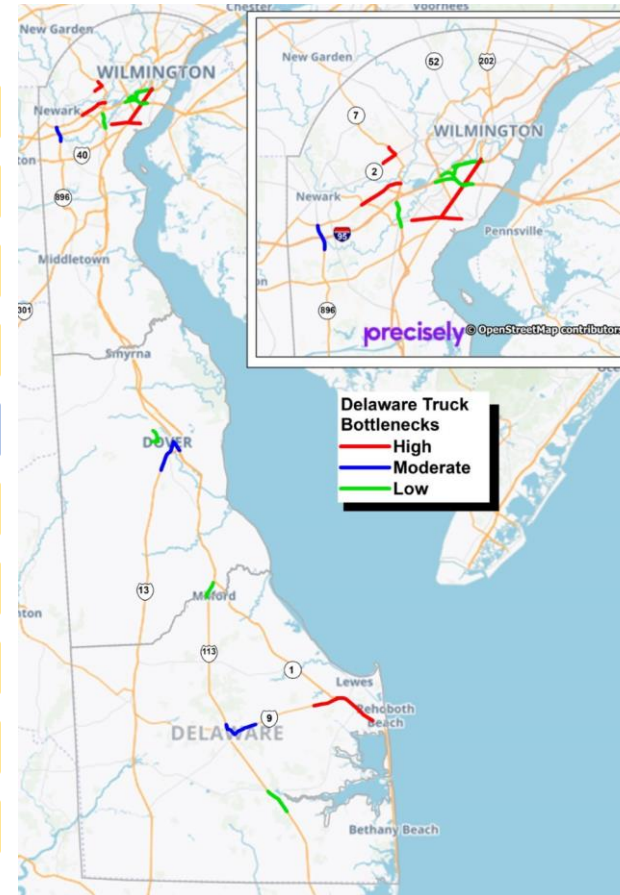 Chester
Voorhees
New Garden
WILMINGTON
Newark
40
896
Middletown
301
Smyrna
DOVER
13
Milford
113
1
Lewes
9
Rehoboth
Beach
DELAWARE
Bethany Beach
New Garden
52
202
7
WILMINGTON
2
Newark
Pennsville
896
precisely
© OpenStreetMap contributors
Delaware Truck
Bottlenecks
High
Moderate
Low